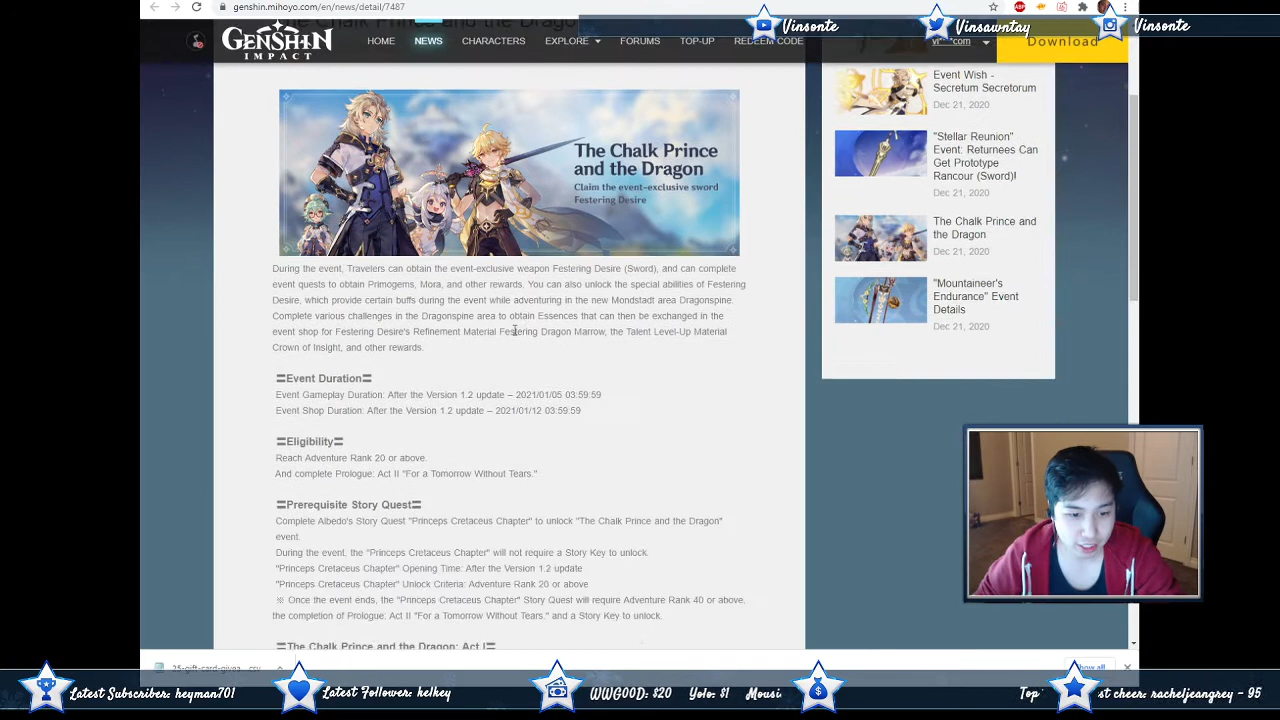 genshin.mihoyo.com/en/news/detail/7487
Vinsonte
Vinsawntay
Vinsonte
GENSHIN
IMPACT
HOME
NEWS
CHARACTERS
EXPLORE
FORUMS
TOP-UP
REDEEM CODE
Download
The Chalk Prince
and the Dragon
Claim the event-exclusive sword
Festering Desire
During the event, Travelers can obtain the event-exclusive weapon Festering Desire (Sword), and can complete
event quests to obtain Primogems, Mora, and other rewards. You can also unlock the special abilities of Festering
Desire, which provide certain buffs during the event while adventuring in the new Mondstadt area Dragonspine.
Complete various challenges in the Dragonspine area to obtain Essences that can then be exchanged in the
event shop for Festering Desire's Refinement Material Festering Dragon Marrow, the Talent Level-Up Material
Crown of Insight, and other rewards.
〓Event Duration〓
Event Gameplay Duration: After the Version 1.2 update – 2021/01/05 03:59:59
Event Shop Duration: After the Version 1.2 update – 2021/01/12 03:59:59
〓Eligibility〓
Reach Adventure Rank 20 or above.
And complete Prologue: Act II "For a Tomorrow Without Tears."
〓Prerequisite Story Quest〓
Complete Albedo's Story Quest "Princeps Cretaceus Chapter" to unlock "The Chalk Prince and the Dragon"
event.
During the event, the "Princeps Cretaceus Chapter" will not require a Story Key to unlock.
"Princeps Cretaceus Chapter" Opening Time: After the Version 1.2 update
"Princeps Cretaceus Chapter" Unlock Criteria: Adventure Rank 20 or above
※ Once the event ends, the "Princeps Cretaceus Chapter" Story Quest will require Adventure Rank 40 or above,
the completion of Prologue: Act II "For a Tomorrow Without Tears." and a Story Key to unlock.
〓The Chalk Prince and the Dragon: Act I〓
Event Wish -
Secretum Secretorum
Dec 21, 2020
"Stellar Reunion"
Event: Returnees Can
Get Prototype
Rancour (Sword)!
Dec 21, 2020
The Chalk Prince and
the Dragon
Dec 21, 2020
"Mountaineer's
Endurance" Event
Details
Dec 21, 2020
25-gift-card-givea....csv
Show all
Latest Subscriber: heyman701
Latest Follower: kelkey
WWGOOD: $20 Yolo: $1 Mousi
Top
st cheer: racheljeangrey - 95